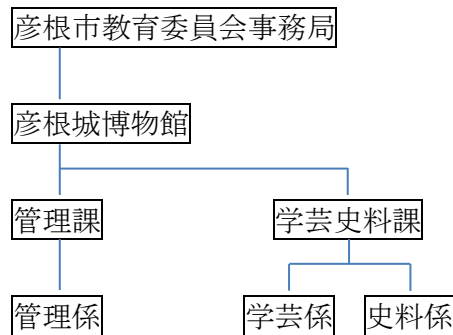 彦根市教育委員会事務局
彦根城博物館
管理課 学芸史料課
管理係 学芸係 史料係